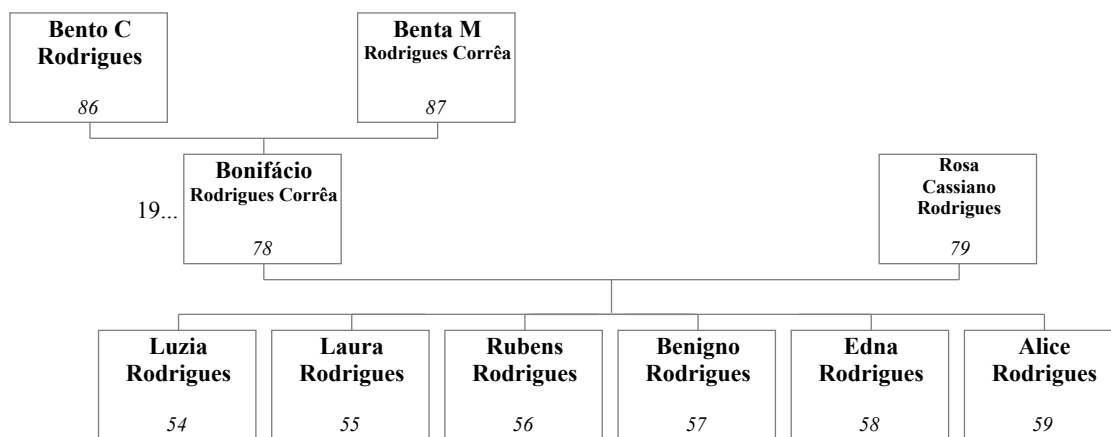 Bento C
Rodrigues
86
Benta M
Rodrigues Corrêa
87
Bonifácio
Rodrigues Corrêa
78
19...
Rosa
Cassiano
Rodrigues
79
Luzia
Rodrigues
54
Laura
Rodrigues
55
Rubens
Rodrigues
56
Benigno
Rodrigues
57
Edna
Rodrigues
58
Alice
Rodrigues
59